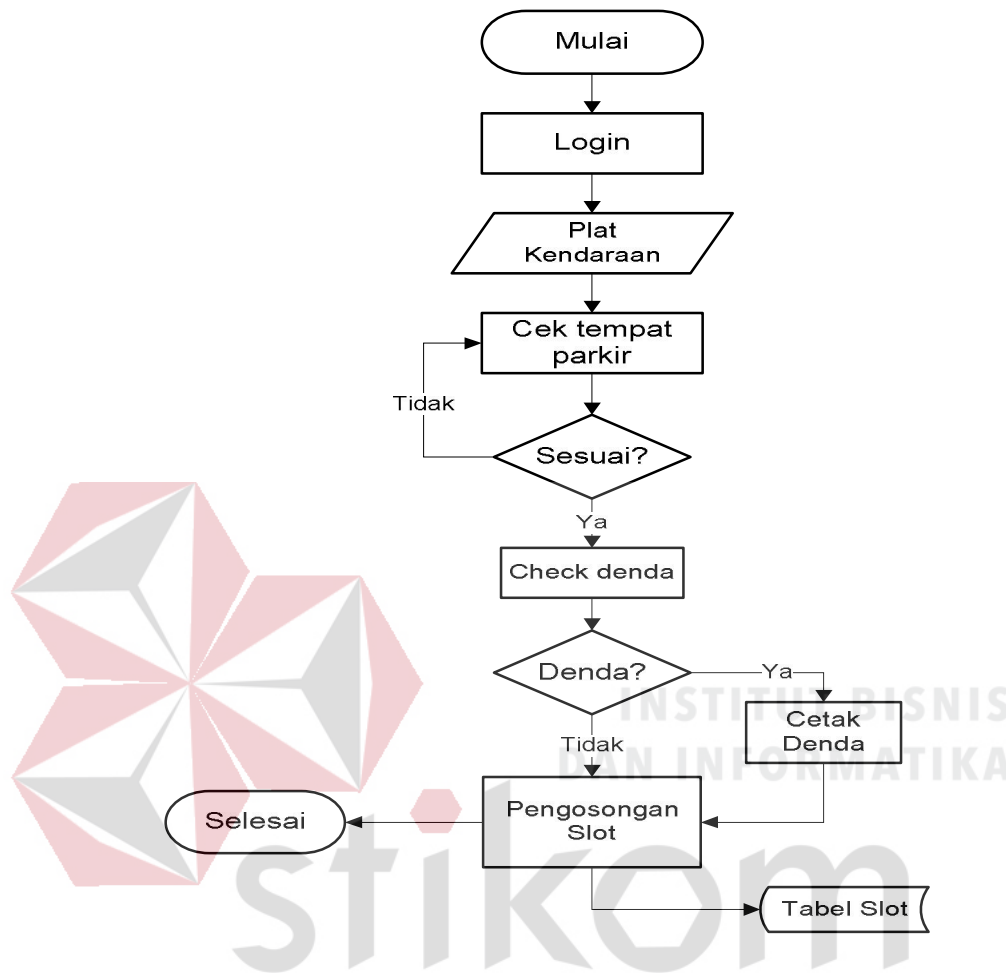 Mulai
Login
Plat
Kendaraan
Cek tempat
parkir
Tidak
Sesuai?
Ya
Check denda
Denda?
Ya
INSTITUT BISNIS
Cetak
Denda
Tidak
DAN INFORMATIKA
Pengosongan
Slot
Selesai
stikom
Tabel Slot